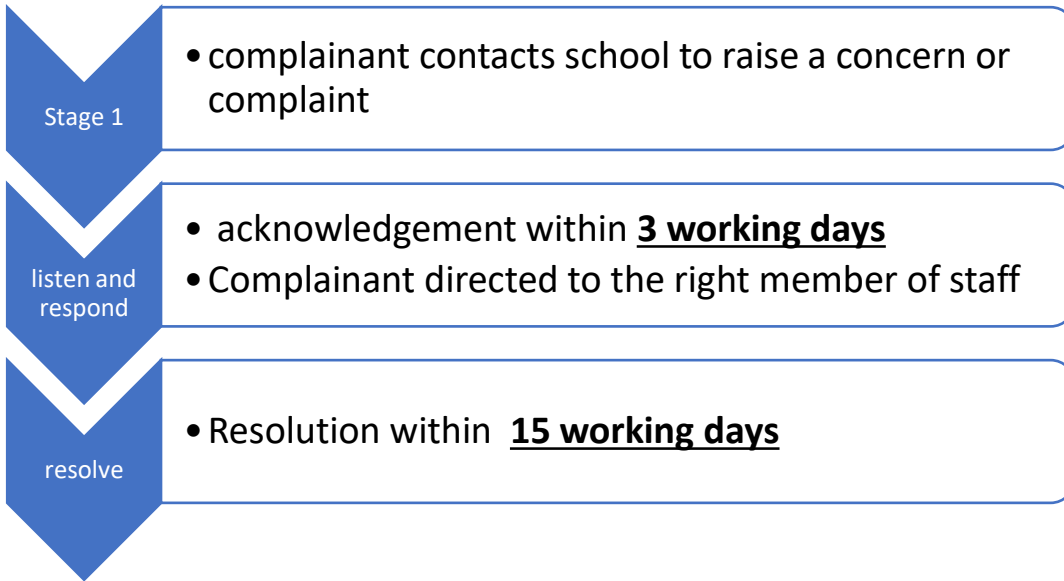 Stage 1
• complainant contacts school to raise a concern or
complaint
listen and
respond
• acknowledgement within 3 working days
• Complainant directed to the right member of staff
resolve
• Resolution within 15 working days